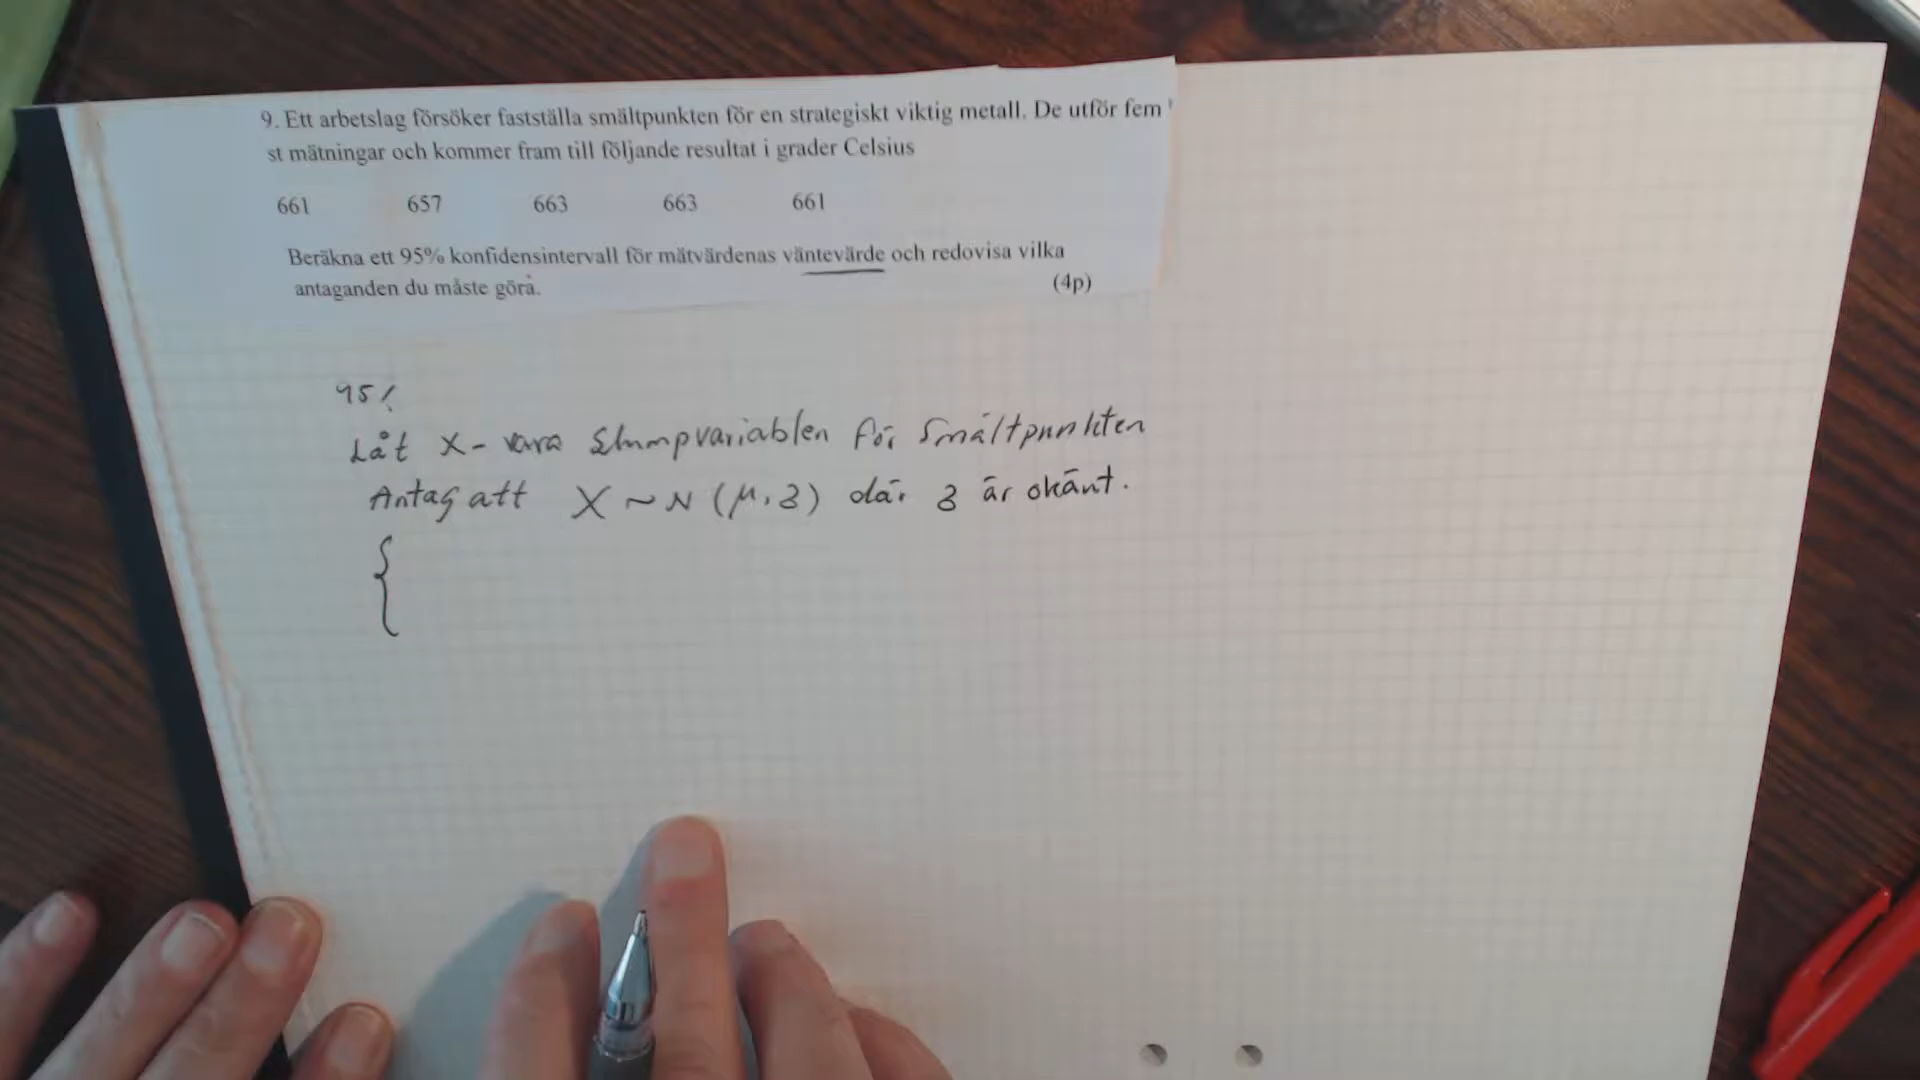 9. Ett arbetslag försöker fastställa smältpunkten för en strategiskt viktig metall. De utför fem
st mätningar och kommer fram till följande resultat i grader Celsius
661 657 663 663 661
Beräkna ett 95% konfidensintervall för mätvärdenas väntevärde och redovisa vilka
antaganden du måste göra. (4p)
95%
Låt X - vara Slumpvariablen för Smältpunkten
Antag att X ~ N (μ, σ) där σ är okänt.
{